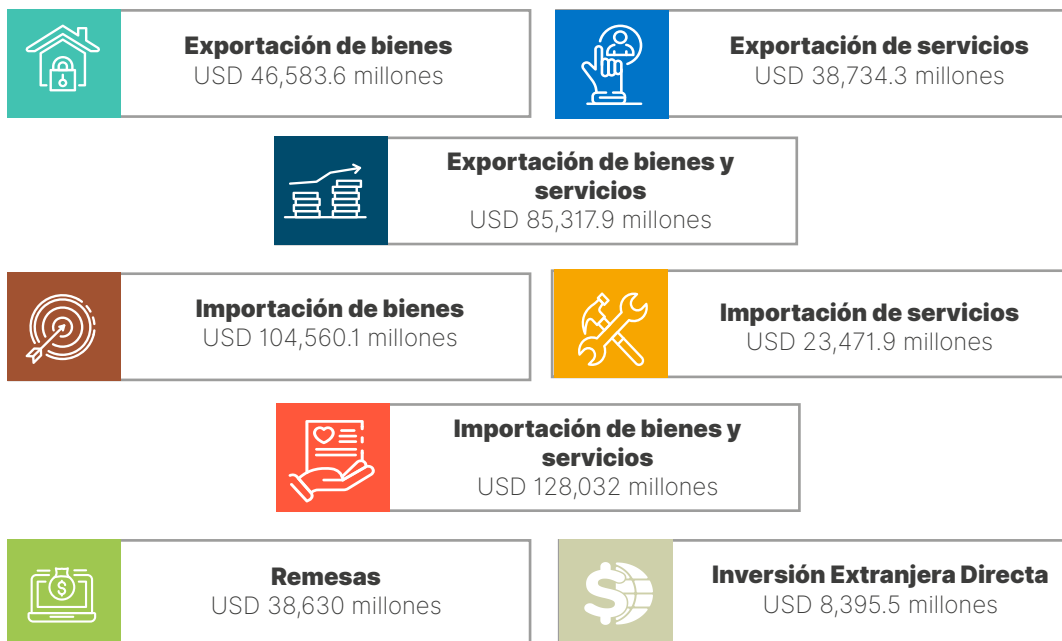 Exportación de bienes
USD 46,583.6 millones
Exportación de servicios
USD 38,734.3 millones
Exportación de bienes y
servicios
USD 85,317.9 millones
Importación de bienes
USD 104,560.1 millones
Importación de servicios
USD 23,471.9 millones
Importación de bienes y
servicios
USD 128,032 millones
Remesas
USD 38,630 millones
Inversión Extranjera Directa
USD 8,395.5 millones